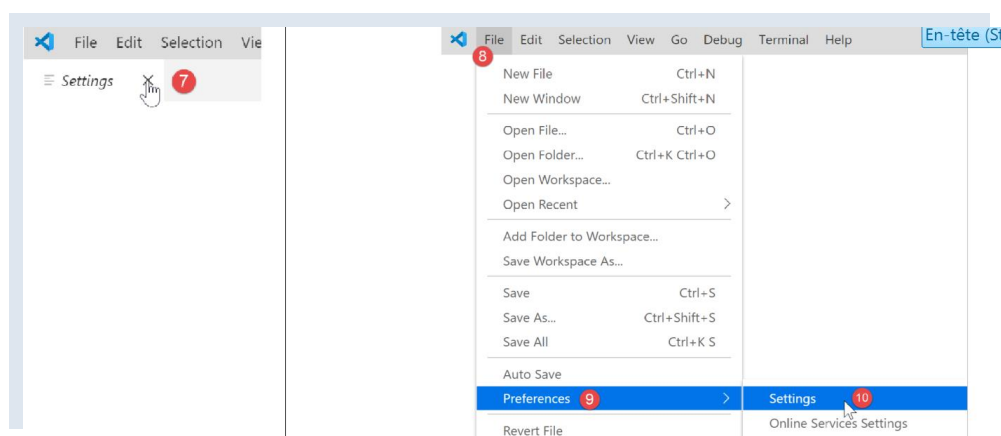 File Edit Selection Vie
Settings 7
File Edit Selection View Go Debug Terminal Help
En-tête (St
8
New File Ctrl+N
New Window Ctrl+Shift+N
Open File... Ctrl+O
Open Folder... Ctrl+K Ctrl+O
Open Workspace...
Open Recent
Add Folder to Workspace...
Save Workspace As...
Save Ctrl+S
Save As... Ctrl+Shift+S
Save All Ctrl+K S
Auto Save
Preferences 9
Settings 10
Online Services Settings
Revert File